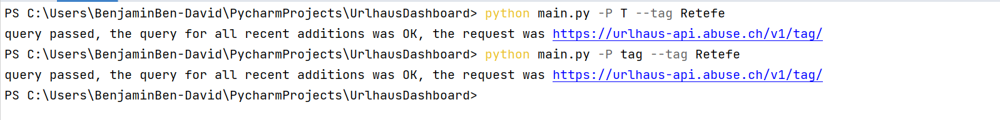 PS C:\Users\BenjaminBen-David\PycharmProjects\UrlhausDashboard> python main.py -P T --tag Retefe
query passed, the query for all recent additions was OK, the request was https://urlhaus-api.abuse.ch/v1/tag/
PS C:\Users\BenjaminBen-David\PycharmProjects\UrlhausDashboard> python main.py -P tag --tag Retefe
query passed, the query for all recent additions was OK, the request was https://urlhaus-api.abuse.ch/v1/tag/
PS C:\Users\BenjaminBen-David\PycharmProjects\UrlhausDashboard>